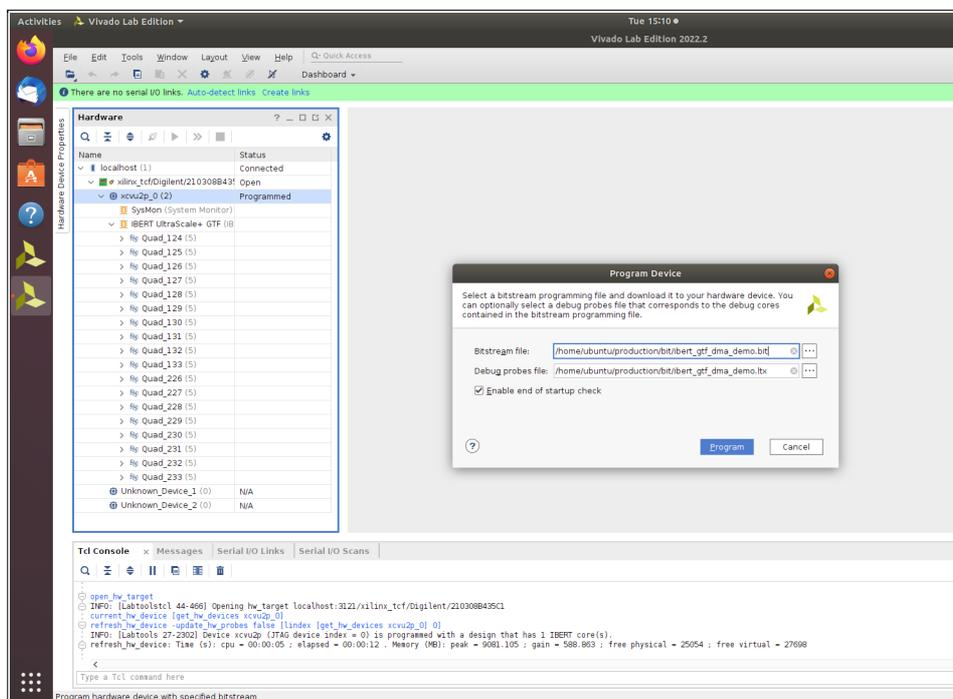 Activities Vivado Lab Edition Tue 15:10
Vivado Lab Edition 2022.2
File Edit Tools Window Layout View Help Quick Access
Dashboard
There are no serial I/O links. Auto-detect links Create links
Hardware Device Properties
Hardware
Name Status
localhost (1) Connected
xilinx_tcf/Digilent/210308B435 Open
xcvu2p_0 (2) Programmed
SysMon (System Monitor)
IBERT UltraScale+ GTF (IB
Quad_124 (5)
Quad_125 (5)
Quad_126 (5)
Quad_127 (5)
Quad_128 (5)
Quad_129 (5)
Quad_130 (5)
Quad_131 (5)
Quad_132 (5)
Quad_133 (5)
Quad_226 (5)
Quad_227 (5)
Quad_228 (5)
Quad_229 (5)
Quad_230 (5)
Quad_231 (5)
Quad_232 (5)
Quad_233 (5)
Unknown_Device_1 (0) N/A
Unknown_Device_2 (0) N/A
Program Device
Select a bitstream programming file and download it to your hardware device. You
can optionally select a debug probes file that corresponds to the debug cores
contained in the bitstream programming file.
Bitstream file: /home/ubuntu/production/bit/ibert_gtf_dma_demo.bit
Debug probes file: /home/ubuntu/production/bit/ibert_gtf_dma_demo.ltx
Enable end of startup check
Program Cancel
Tcl Console Messages Serial I/O Links Serial I/O Scans
open_hw_target
INFO: [Labtoolstcl 44-466] Opening hw_target localhost:3121/xilinx_tcf/Digilent/210308B435C1
current_hw_device [get_hw_devices xcvu2p_0]
refresh_hw_device -update_hw_probes false [lindex [get_hw_devices xcvu2p_0] 0]
INFO: [Labtools 27-2302] Device xcvu2p (JTAG device index = 0) is programmed with a design that has 1 IBERT core(s).
refresh_hw_device: Time (s): cpu = 00:00:05 ; elapsed = 00:00:12 . Memory (MB): peak = 9081.105 ; gain = 588.863 ; free physical = 25054 ; free virtual = 27698
Type a Tcl command here
Program hardware device with specified bitstream